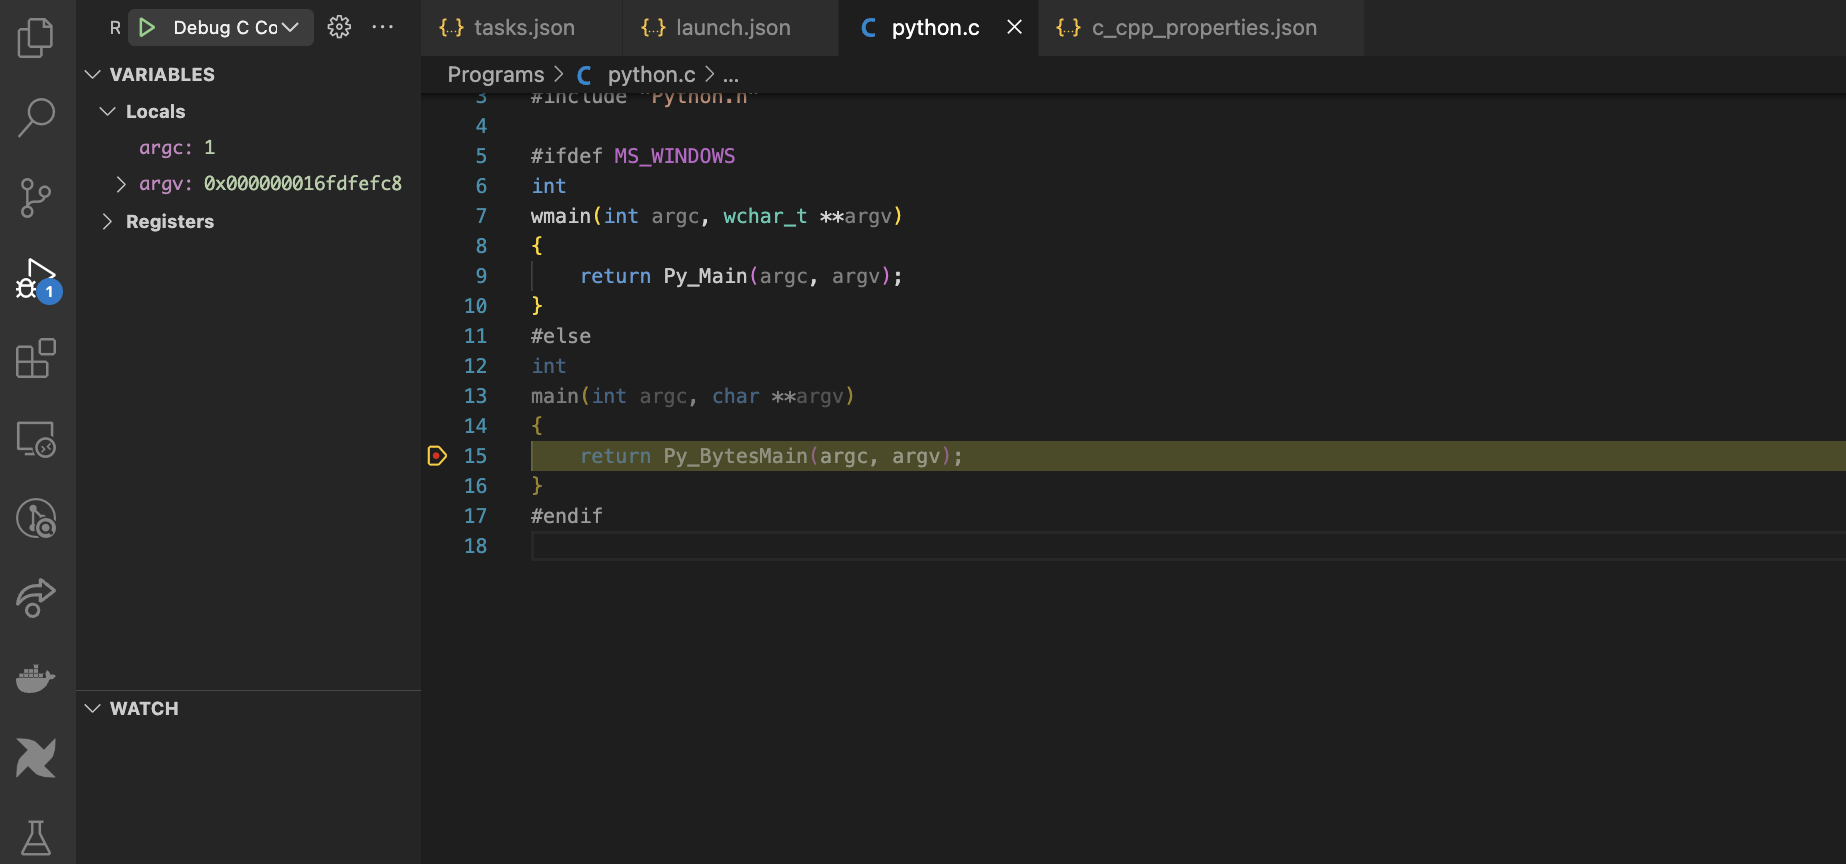 R Debug C Co ...
tasks.json
launch.json
python.c
c_cpp_properties.json
VARIABLES
Locals
argc: 1
argv: 0x000000016fdfefc8
Registers
1
WATCH
Programs > C python.c > ...
3 #include "Python.h"
4
5 #ifdef MS_WINDOWS
6 int
7 wmain(int argc, wchar_t **argv)
8 {
9 return Py_Main(argc, argv);
10 }
11 #else
12 int
13 main(int argc, char **argv)
14 {
15 return Py_BytesMain(argc, argv);
16 }
17 #endif
18